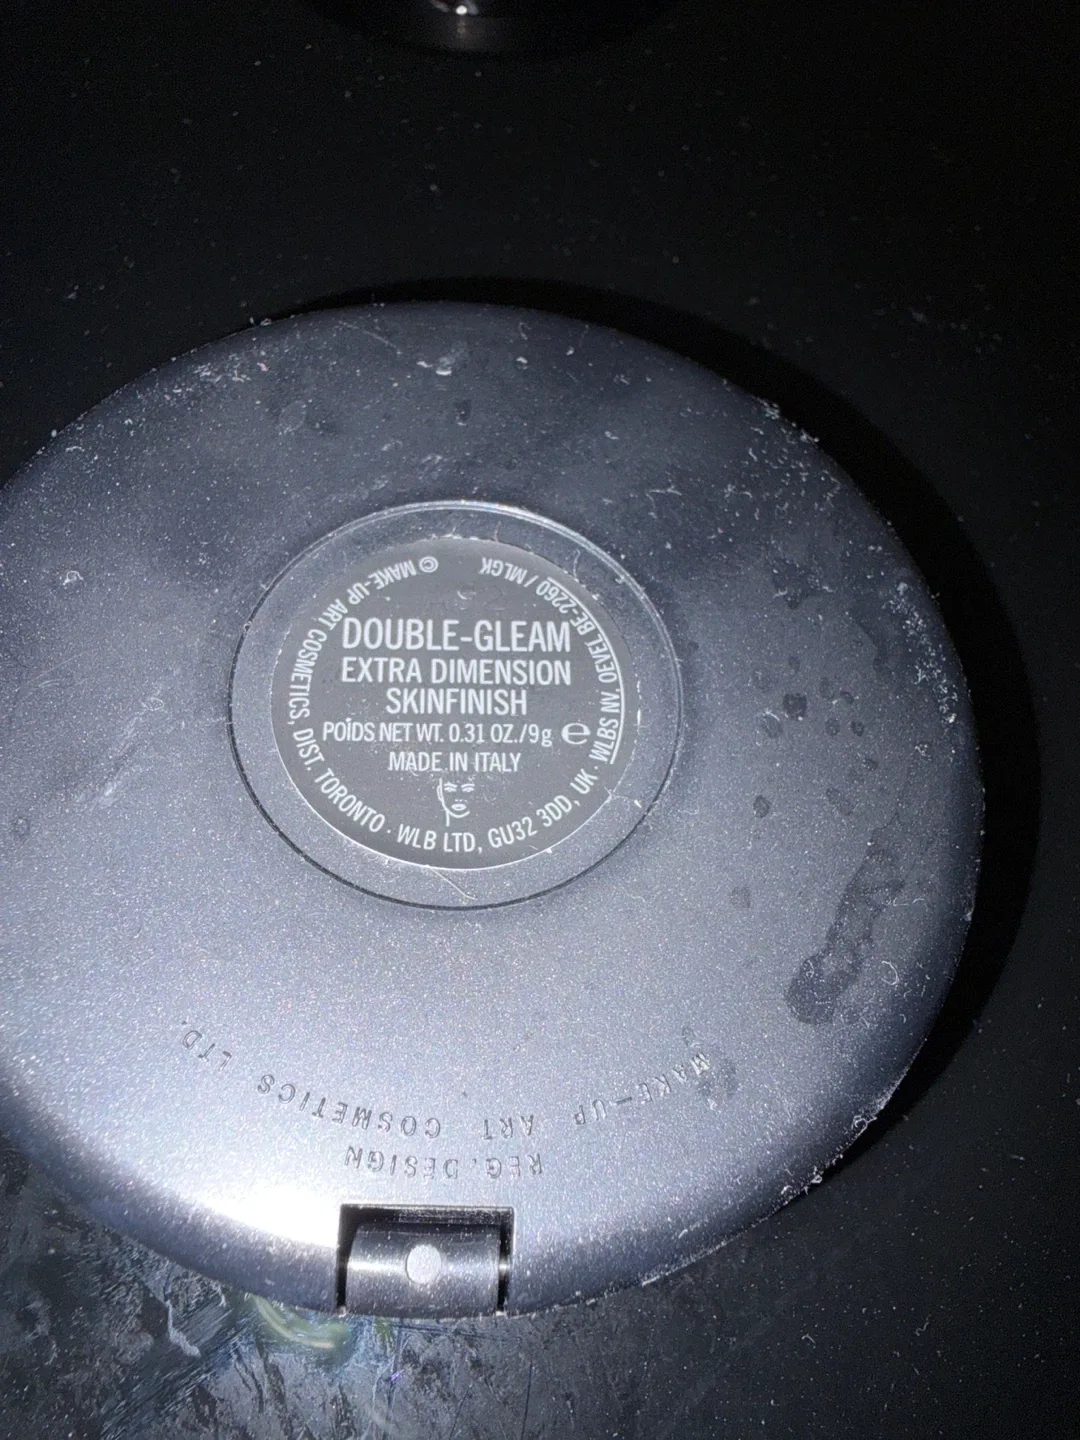 DOUBLE-GLEAM
EXTRA DIMENSION
SKINFINISH
POIDS NET WT. 0.31 OZ./9g ℮
MADE IN ITALY
© MAKE-UP ART COSMETICS, DIST. TORONTO · WLB LTD, GU32 3DD, UK · WLBS NV, OEVEL BE-2260 / MLGK
MAKE-UP ART COSMETICS LTD.
REG. DESIGN